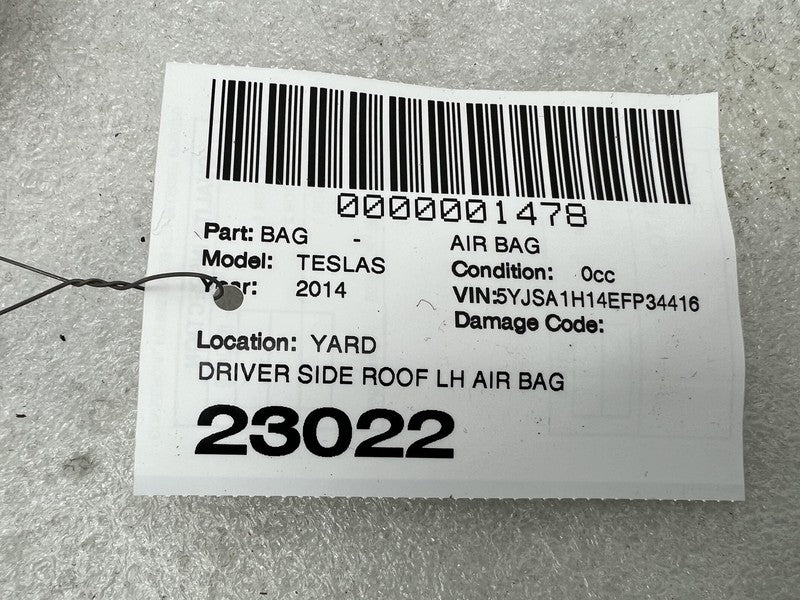 0000001478
Part: BAG - AIR BAG
Model: TESLAS Condition: 0cc
Year: 2014 VIN:5YJSA1H14EFP34416
Damage Code:
Location: YARD
DRIVER SIDE ROOF LH AIR BAG
23022